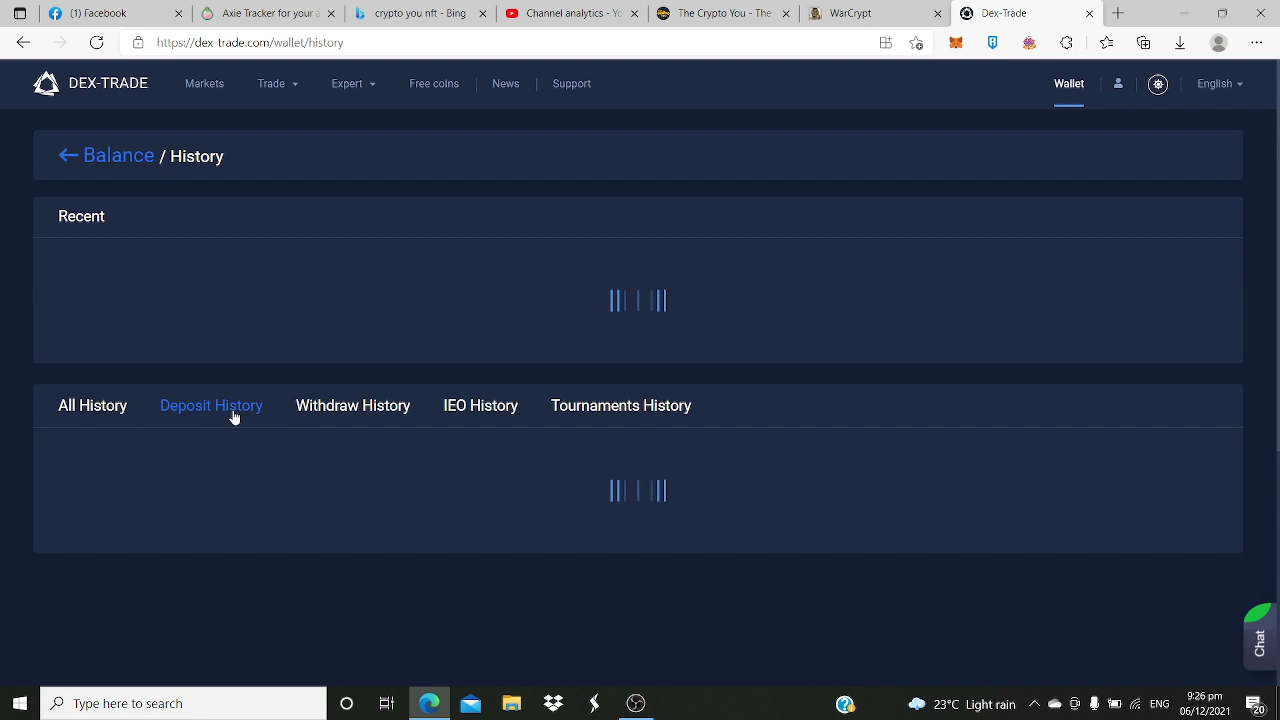 (1) Facebook
Axie Tracker for your a
crypto you nft - Bing
Channel analytics - Yo
The Crypto You - The
WarCrypt
Dex-Trade
https://dex-trade.com/wallet/history
DEX-TRADE
Markets
Trade
Expert
Free coins
News
Support
Wallet
English
← Balance / History
Recent
All History
Deposit History
Withdraw History
IEO History
Tournaments History
Chat
Type here to search
23°C Light rain
ENG
9:26 pm
06/12/2021
20